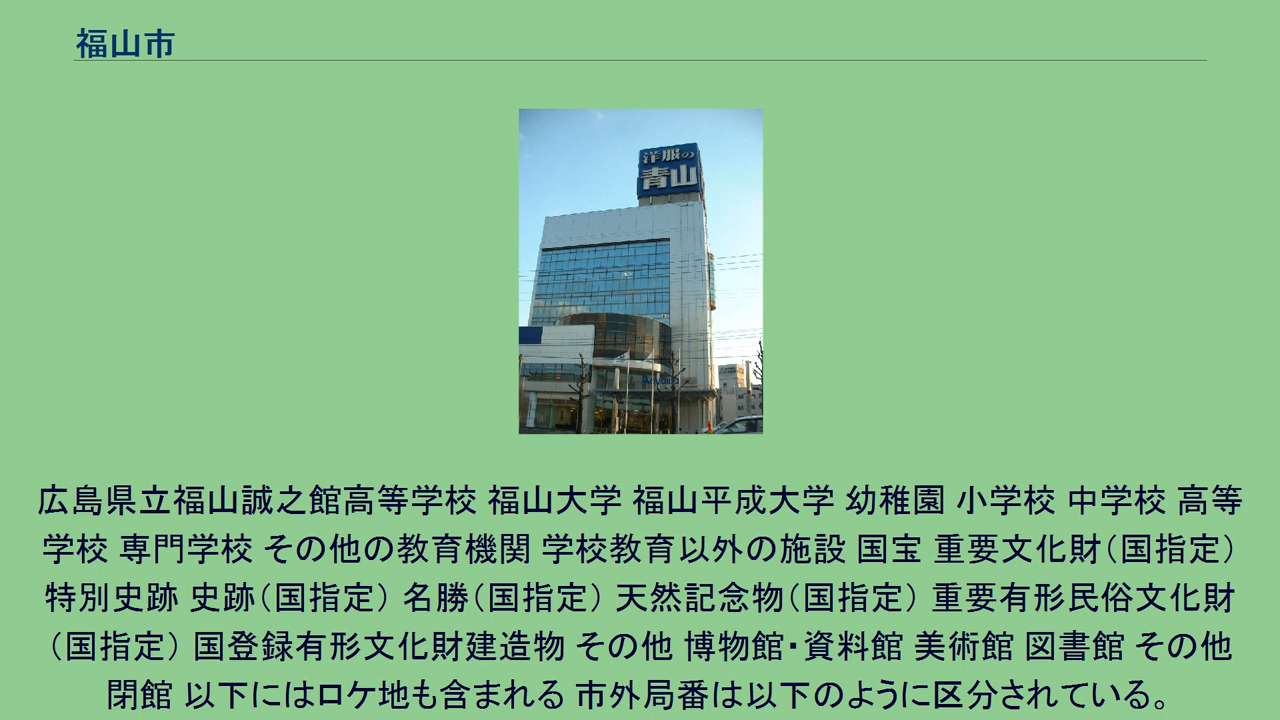 福山市
洋服の
青山
Aoyama
広島県立福山誠之館高等学校 福山大学 福山平成大学 幼稚園 小学校 中学校 高等
学校 専門学校 その他の教育機関 学校教育以外の施設 国宝 重要文化財（国指定）
特別史跡 史跡（国指定） 名勝（国指定） 天然記念物（国指定） 重要有形民俗文化財
（国指定） 国登録有形文化財建造物 その他 博物館・資料館 美術館 図書館 その他
閉館 以下にはロケ地も含まれる 市外局番は以下のように区分されている。